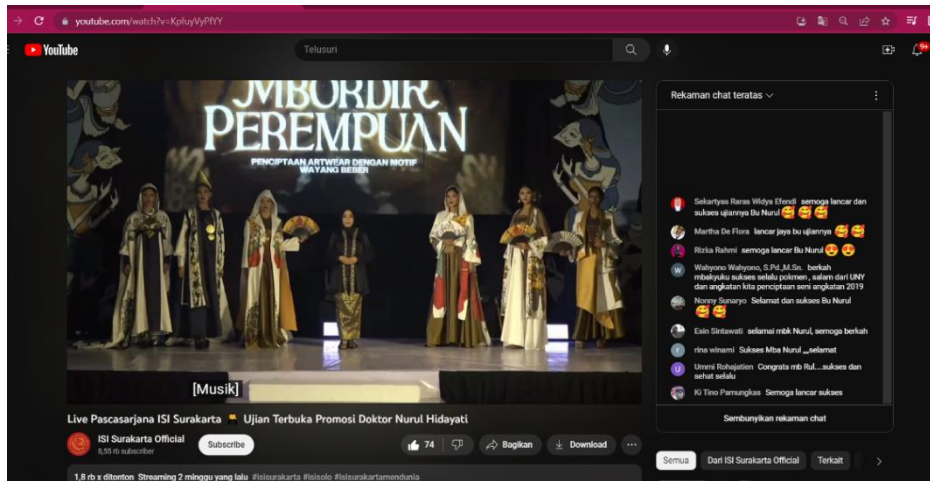 youtube.com/watch?v=KpfuyVyPfYY
YouTube
Telusuri
9+
MBORDIR
PEREMPUAN
PENCIPTAAN ARTWEAR DENGAN MOTIF
WAYANG BEBER
[Musik]
Live Pascasarjana ISI Surakarta Ujian Terbuka Promosi Doktor Nurul Hidayati
ISI Surakarta Official
8,55 rb subscriber
Subscribe
74
Bagikan
Download
1,8 rb x ditonton Streaming 2 minggu yang lalu #isisurakarta #isisolo #isisurakartamendunia
Rekaman chat teratas
Sekartyas Raras Widya Efendi semoga lancar dan
sukses ujiannya Bu Nurul
Martha De Flora lancar jaya bu ujiannya
Rizka Rahmi semoga lancar Bu Nurul
W
Wahyono Wahyono, S.Pd.,M.Sn. berkah
mbakyuku sukses selalu pokmen , salam dari UNY
dan angkatan kita penciptaan seni angkatan 2019
Nonny Sunaryo Selamat dan sukses Bu Nurul
Esin Sintawati selamai mbk Nurul, semoga berkah
r
rina winarni Sukses Mba Nurul ,,,selamat
U
Ummi Rohajatien Congrats mb Rul....sukses dan
sehat selalu
Ki Tino Pamungkas Semoga lancar sukses
Sembunyikan rekaman chat
Semua
Dari ISI Surakarta Official
Terkait